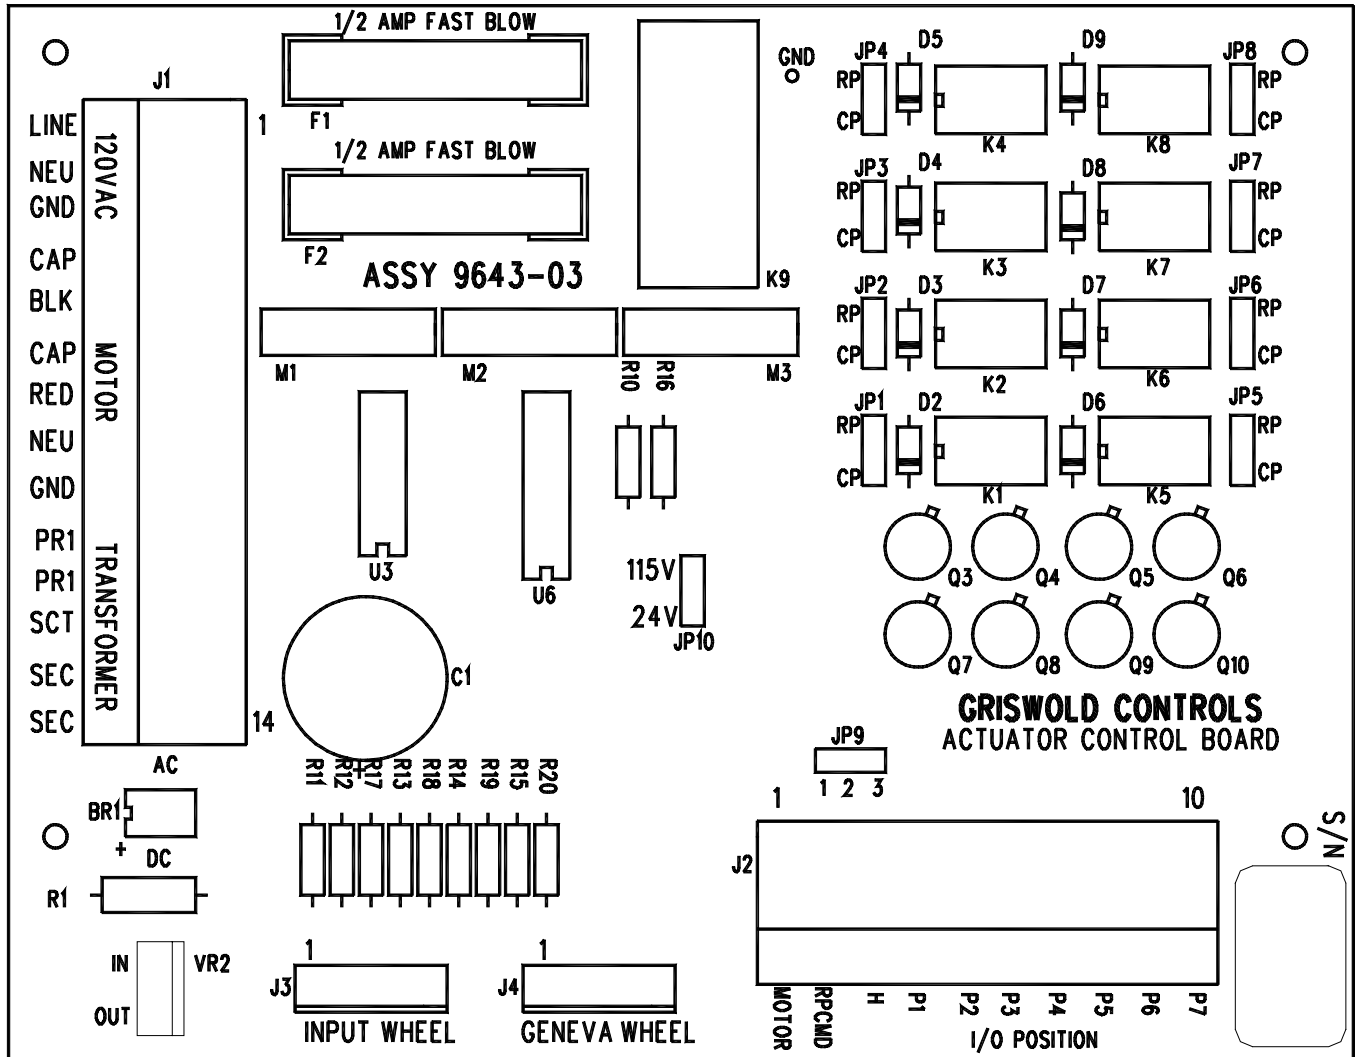 1/2 AMP FAST BLOW
F1
1/2 AMP FAST BLOW
F2
ASSY 9643-03
K9
GND
J1
1
14
LINE
NEU
GND
CAP
BLK
CAP
RED
NEU
GND
PR1
PR1
SCT
SEC
SEC
120VAC
MOTOR
TRANSFORMER
JP4 D5 D9 JP8
RP RP
CP CP
K4 K8
JP3 D4 D8 JP7
RP RP
CP CP
K3 K7
JP2 D3 D7 JP6
RP RP
CP CP
K2 K6
JP1 D2 D6 JP5
RP RP
CP CP
K1 K5
Q3 Q4 Q5 Q6
Q7 Q8 Q9 Q10
M1 M2 M3
R10 R16
U3 U6
115V
24V
JP10
C1
+
GRISWOLD CONTROLS
ACTUATOR CONTROL BOARD
AC
BR1
+
DC
R1
IN VR2
OUT
R11 R12 R17 R13 R18 R14 R19 R15 R20
1
J3
INPUT WHEEL
1
J4
GENEVA WHEEL
JP9
1 2 3
1 10
J2
MOTOR RPCMD H P1 P2 P3 P4 P5 P6 P7
I/O POSITION
S/N